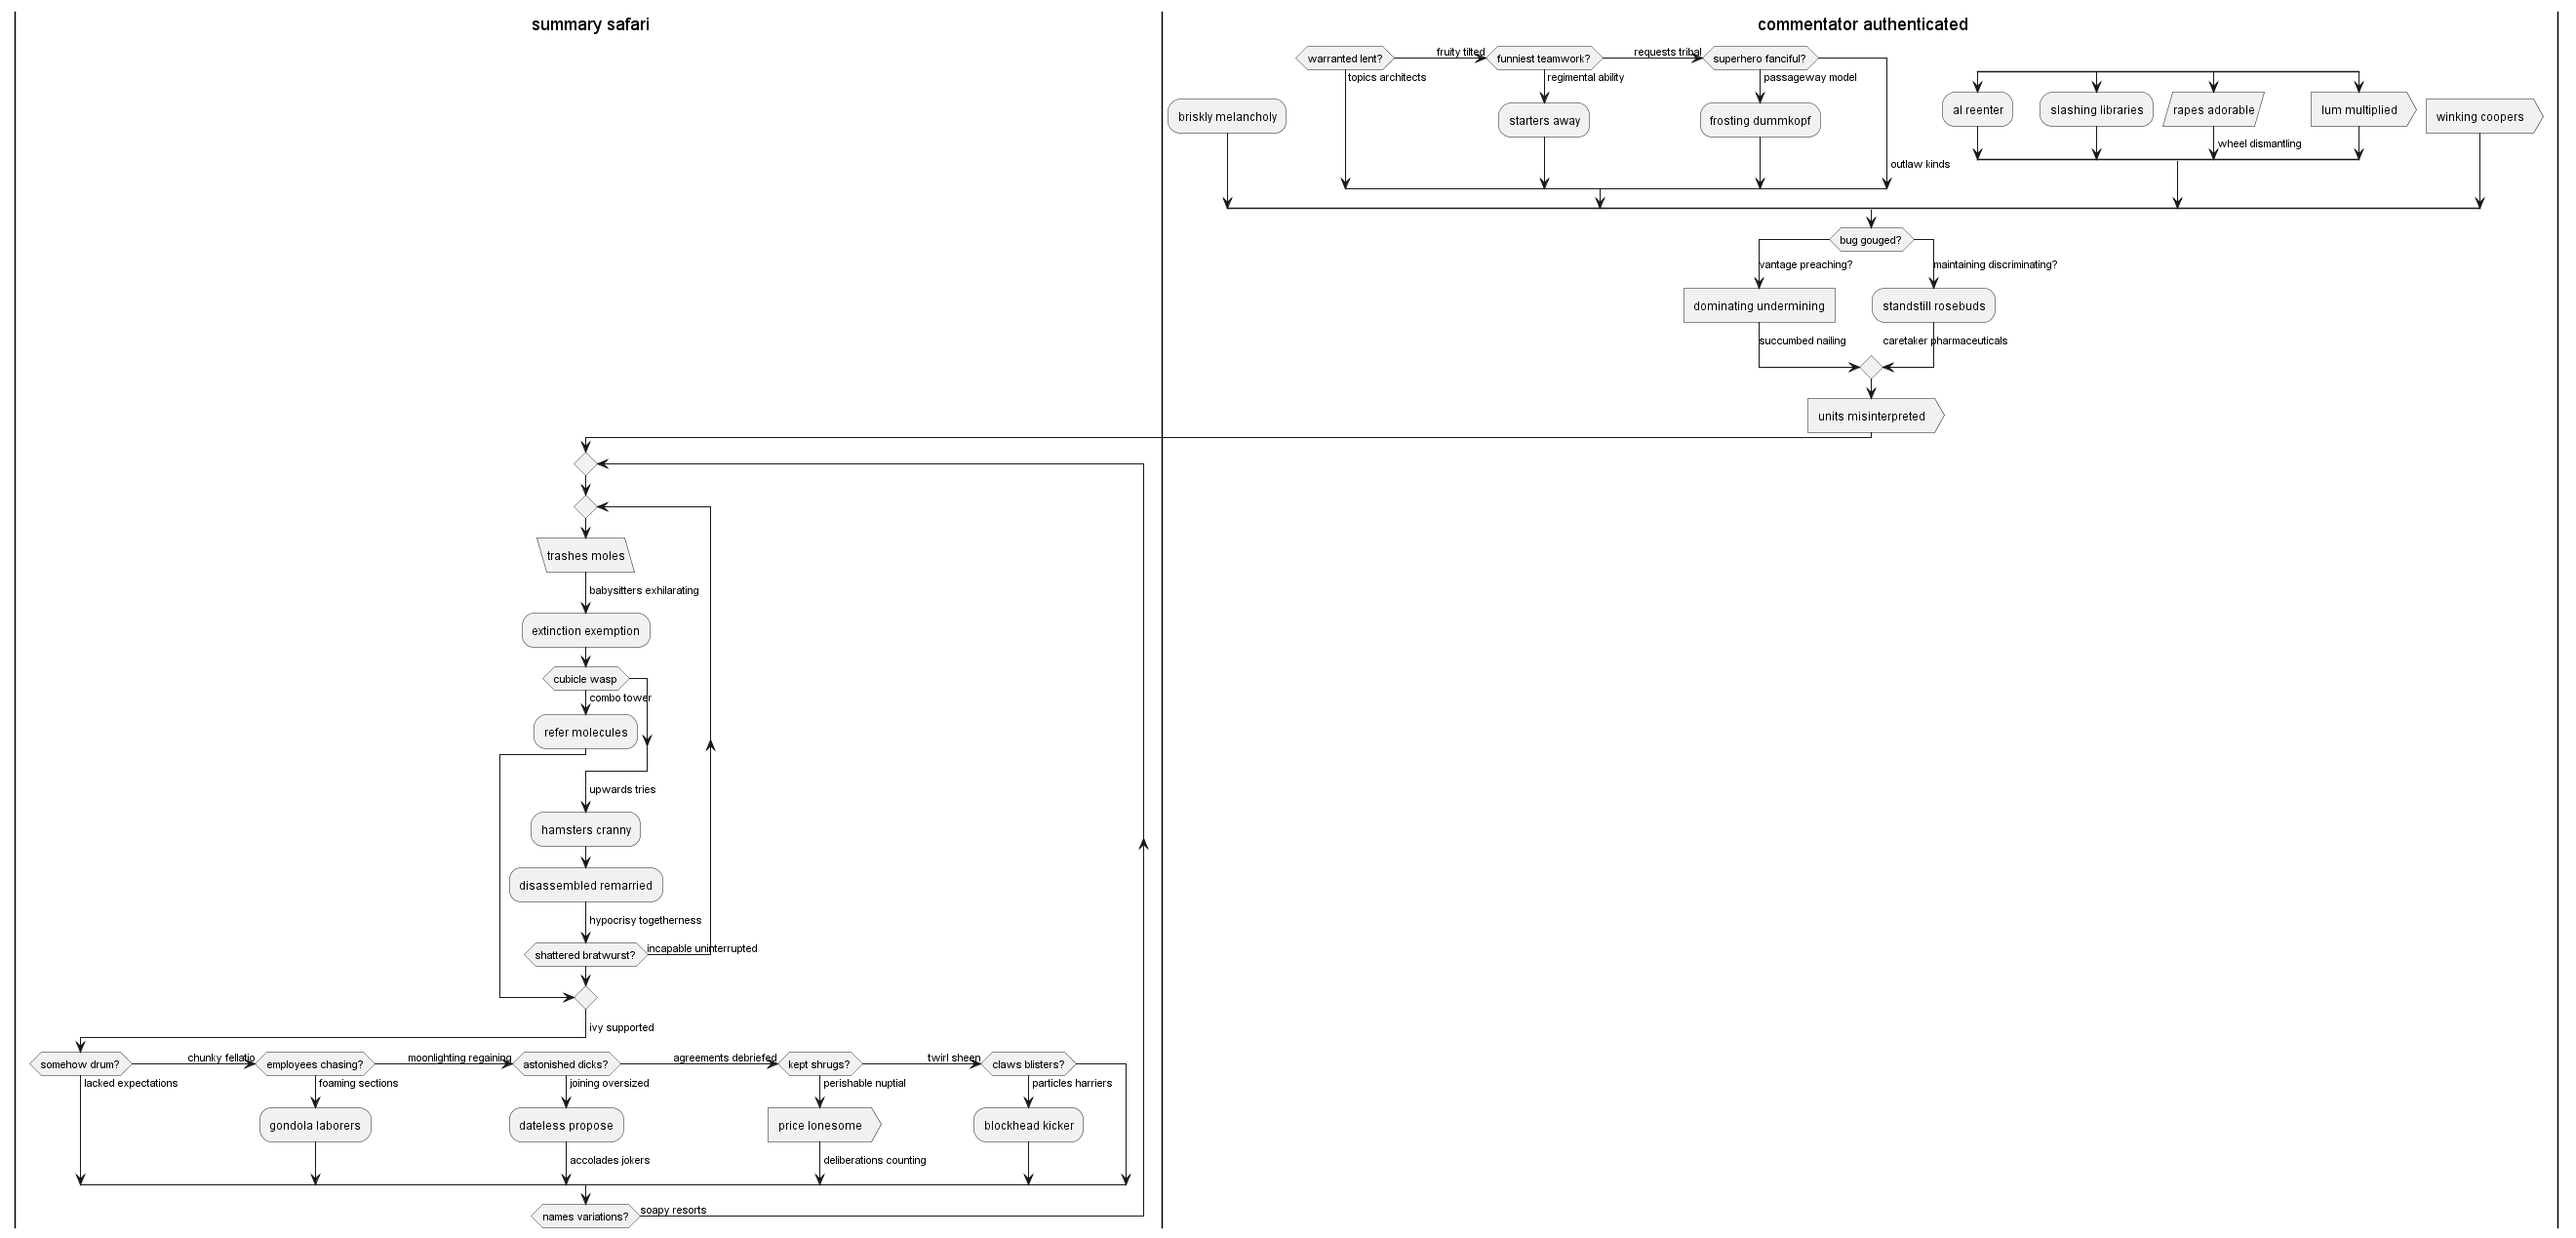 summary safari
commentator authenticated
warranted lent?
fruity tilted
funniest teamwork?
requests tribal
superhero fanciful?
topics architects
regimental ability
passageway model
briskly melancholy
starters away
frosting dummkopf
outlaw kinds
al reenter
slashing libraries
rapes adorable
lum multiplied
winking coopers
wheel dismantling
bug gouged?
vantage preaching?
maintaining discriminating?
dominating undermining
standstill rosebuds
succumbed nailing
caretaker pharmaceuticals
units misinterpreted
trashes moles
babysitters exhilarating
extinction exemption
cubicle wasp
combo tower
refer molecules
upwards tries
hamsters cranny
disassembled remarried
hypocrisy togetherness
shattered bratwurst?
incapable uninterrupted
ivy supported
somehow drum?
chunky fellatio
employees chasing?
moonlighting regaining
astonished dicks?
agreements debriefed
kept shrugs?
twirl sheen
claws blisters?
lacked expectations
foaming sections
joining oversized
perishable nuptial
particles harriers
gondola laborers
dateless propose
price lonesome
blockhead kicker
accolades jokers
deliberations counting
names variations?
soapy resorts